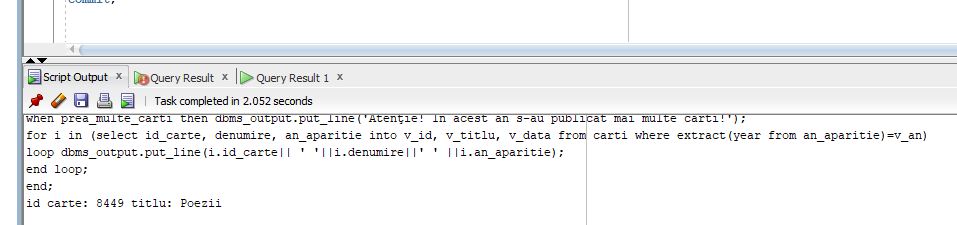 commit;
Script Output x Query Result x Query Result 1 x
Task completed in 2.052 seconds
when prea_multe_carti then dbms_output.put_line('Atenţie! In acest an s-au publicat mai multe carti!');
for i in (select id_carte, denumire, an_aparitie into v_id, v_titlu, v_data from carti where extract(year from an_aparitie)=v_an)
loop dbms_output.put_line(i.id_carte|| ' '||i.denumire||' ' ||i.an_aparitie);
end loop;
end;
id carte: 8449 titlu: Poezii